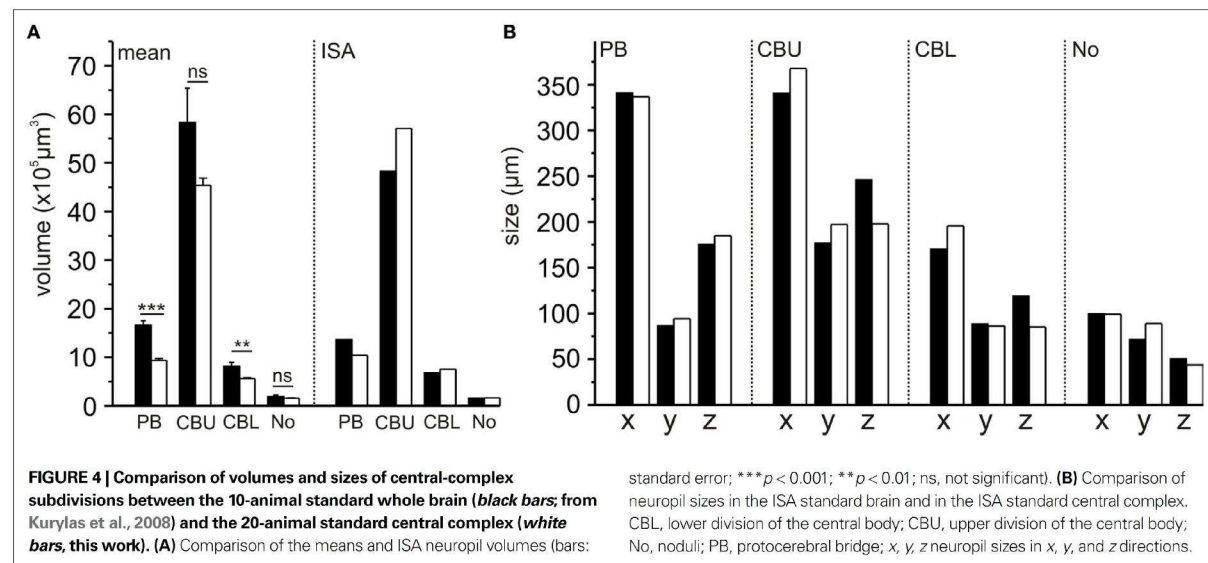 A
mean
ISA
volume (x10⁵μm³)
70
60
50
40
30
20
10
0
***
ns
**
ns
PB CBU CBL No
PB CBU CBL No
B
PB
CBU
CBL
No
size (μm)
350
300
250
200
150
100
50
0
x y z
x y z
x y z
x y z
FIGURE 4 | Comparison of volumes and sizes of central-complex
subdivisions between the 10-animal standard whole brain (black bars; from
Kurylas et al., 2008) and the 20-animal standard central complex (white
bars, this work). (A) Comparison of the means and ISA neuropil volumes (bars:
standard error; ***p < 0.001; **p < 0.01; ns, not significant). (B) Comparison of
neuropil sizes in the ISA standard brain and in the ISA standard central complex.
CBL, lower division of the central body; CBU, upper division of the central body;
No, noduli; PB, protocerebral bridge; x, y, z neuropil sizes in x, y, and z directions.